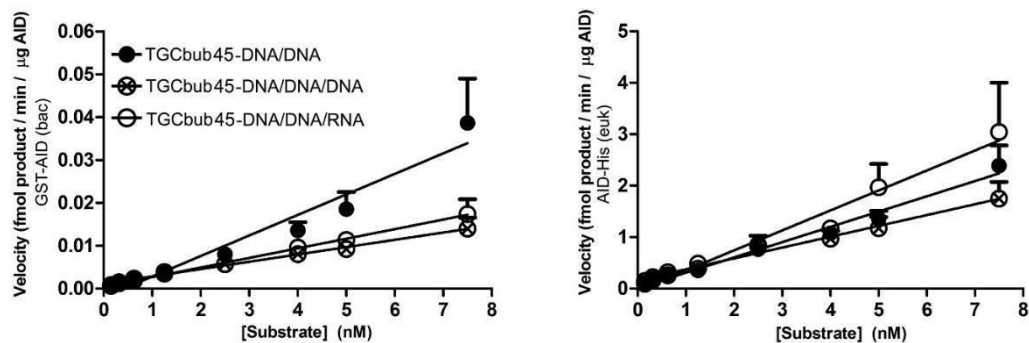 Velocity (fmol product / min / μg AID)
GST-AID (bac)
0.06
0.05
0.04
0.03
0.02
0.01
0.00
TGCbub45-DNA/DNA
TGCbub45-DNA/DNA/DNA
TGCbub45-DNA/DNA/RNA
0 1 2 3 4 5 6 7 8
[Substrate] (nM)
Velocity (fmol product / min / μg AID)
AID-His (euk)
5
4
3
2
1
0
0 1 2 3 4 5 6 7 8
[Substrate] (nM)